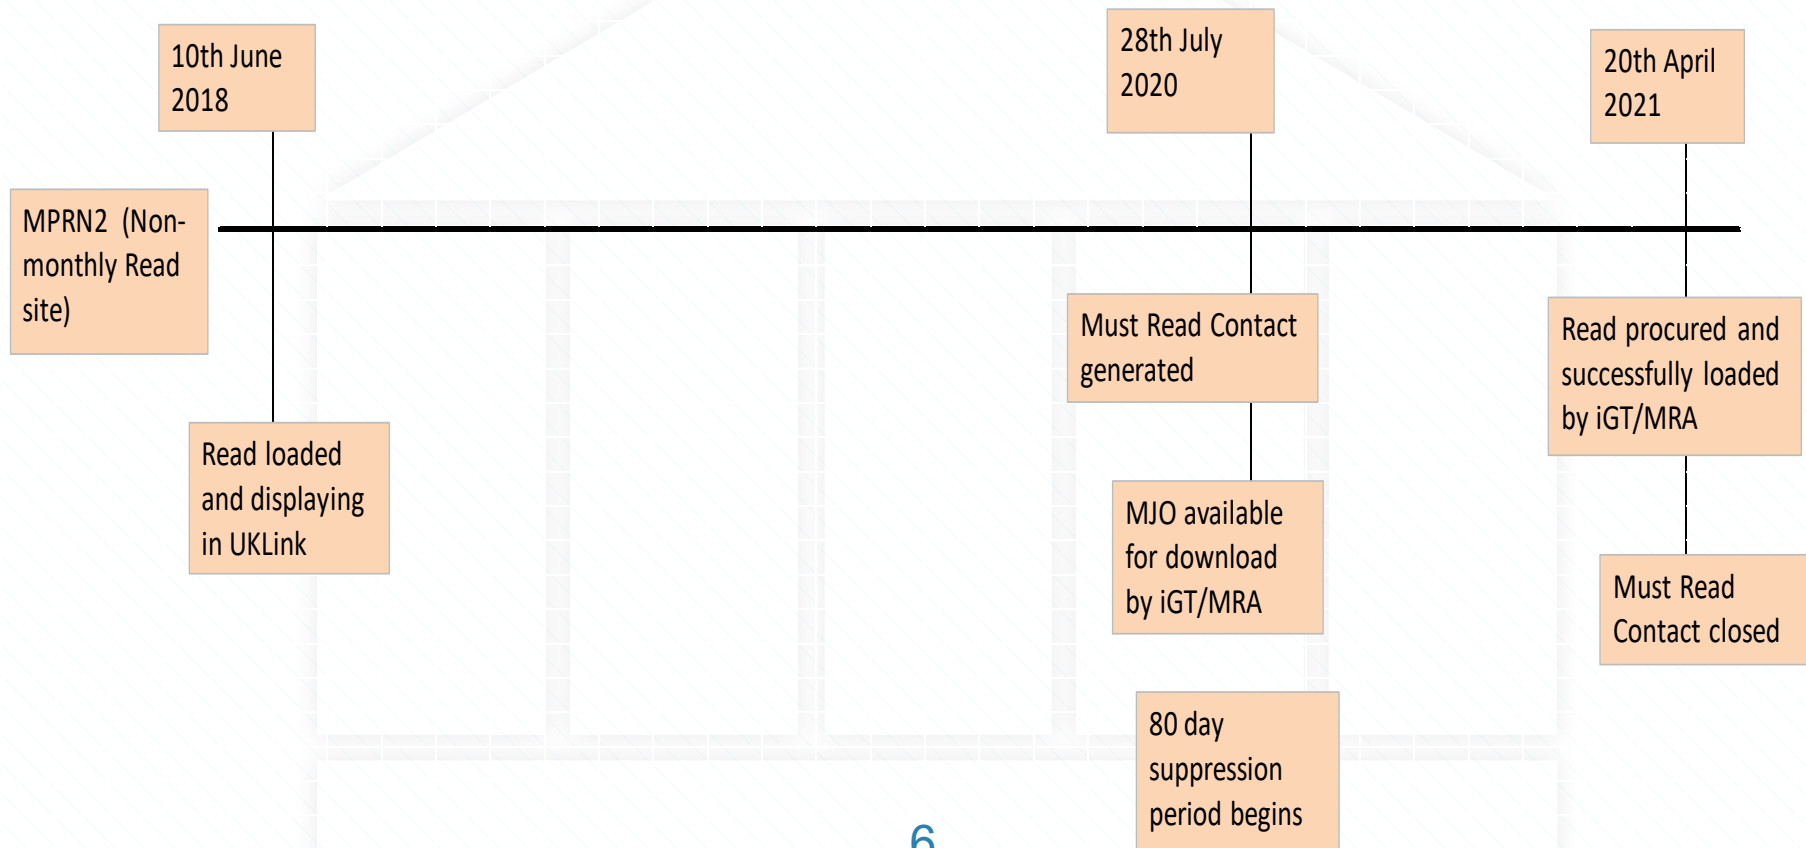 10th June
2018
28th July
2020
20th April
2021
MPRN2 (Non-
monthly Read
site)
Read loaded
and displaying
in UKLink
Must Read Contact
generated
MJO available
for download
by iGT/MRA
80 day
suppression
period begins
Read procured and
successfully loaded
by iGT/MRA
Must Read
Contact closed
6